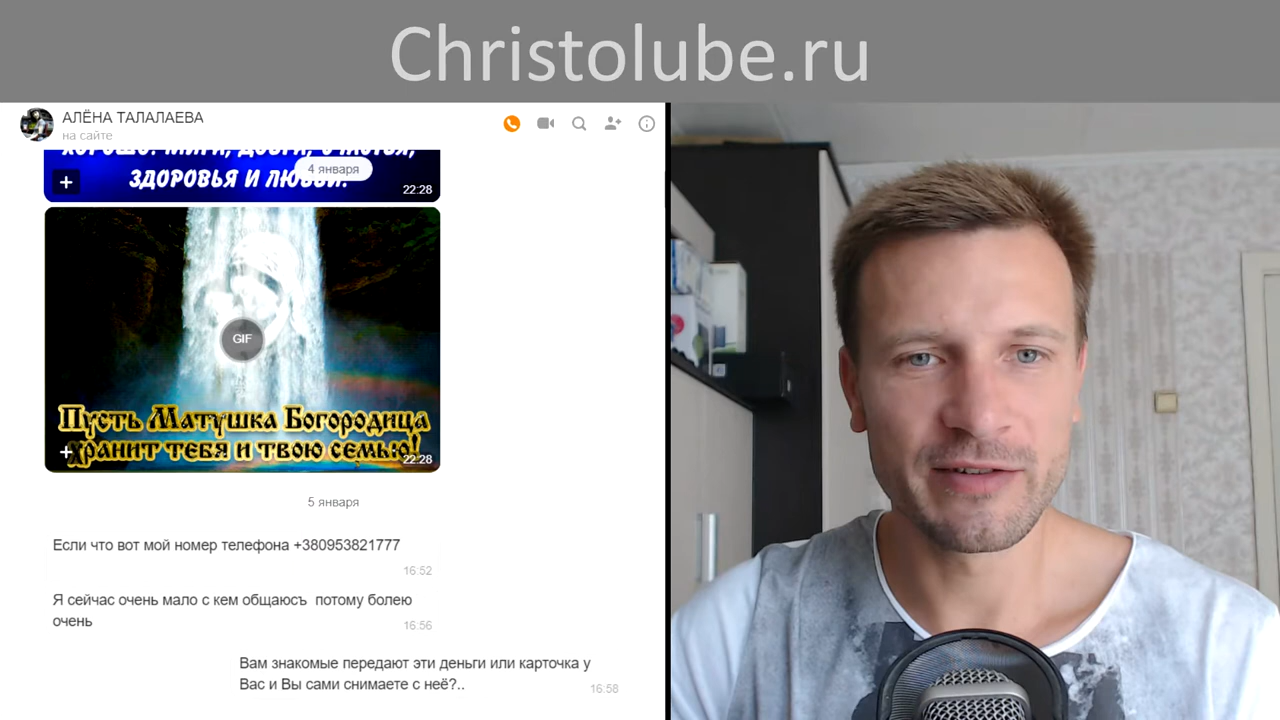 Christolube.ru
АЛЁНА ТАЛАЛАЕВА
на сайте
4 января
ЗДОРОВЬЯ И
22:28
GIF
Пусть Матушка Богородица
хранит тебя и твою семью!
22:28
5 января
Если что вот мой номер телефона +380953821777
16:52
Я сейчас очень мало с кем общаюсъ потому болею
очень
16:56
Вам знакомые передают эти деньги или карточка у
Вас и Вы сами снимаете с неё?..
16:58